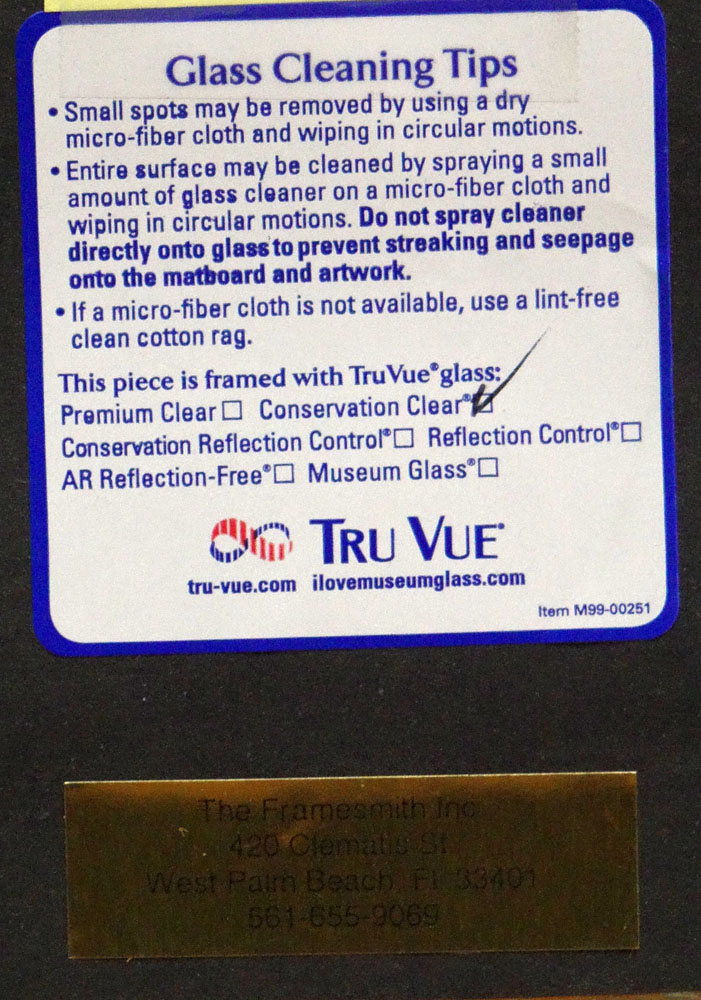 Glass Cleaning Tips
• Small spots may be removed by using a dry
micro-fiber cloth and wiping in circular motions.
• Entire surface may be cleaned by spraying a small
amount of glass cleaner on a micro-fiber cloth and
wiping in circular motions. Do not spray cleaner
directly onto glass to prevent streaking and seepage
onto the matboard and artwork.
• If a micro-fiber cloth is not available, use a lint-free
clean cotton rag.
This piece is framed with Tru Vue® glass:
Premium Clear ☐ Conservation Clear® ☑
Conservation Reflection Control® ☐ Reflection Control® ☐
AR Reflection-Free® ☐ Museum Glass® ☐
TRU VUE®
tru-vue.com ilovemuseumglass.com
Item M99-00251
The Framesmith Inc
420 Clematis St
West Palm Beach Fl 33401
561-655-9069